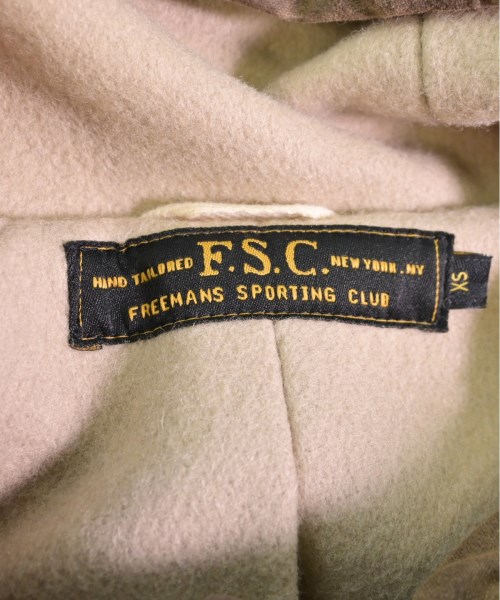 HAND TAILORED F.S.C. NEW YORK .NY
FREEMANS SPORTING CLUB
XS